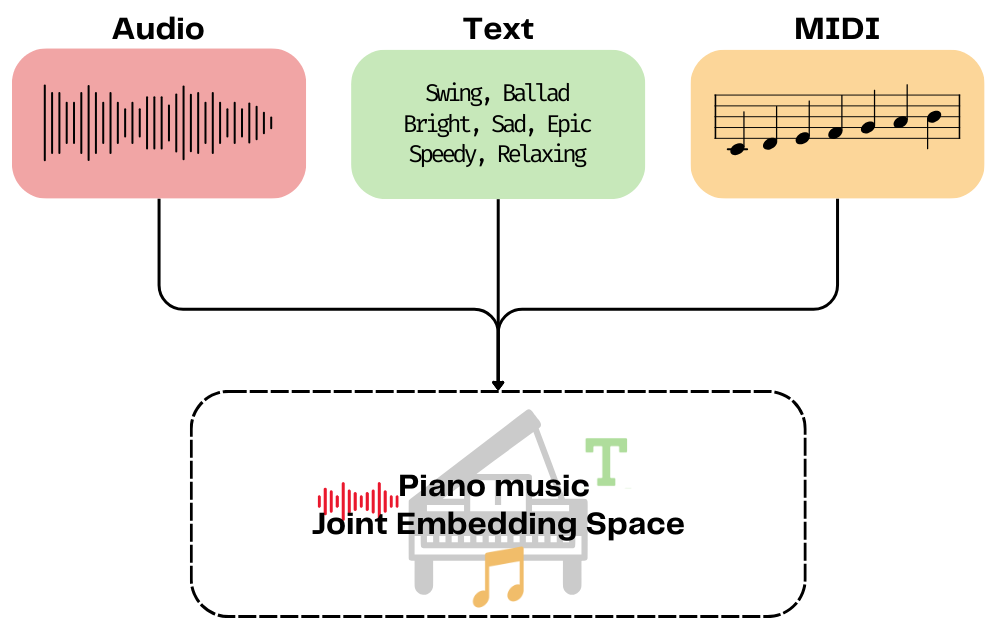 Audio
Text
MIDI
Swing, Ballad
Bright, Sad, Epic
Speedy, Relaxing
T
Piano music
Joint Embedding Space